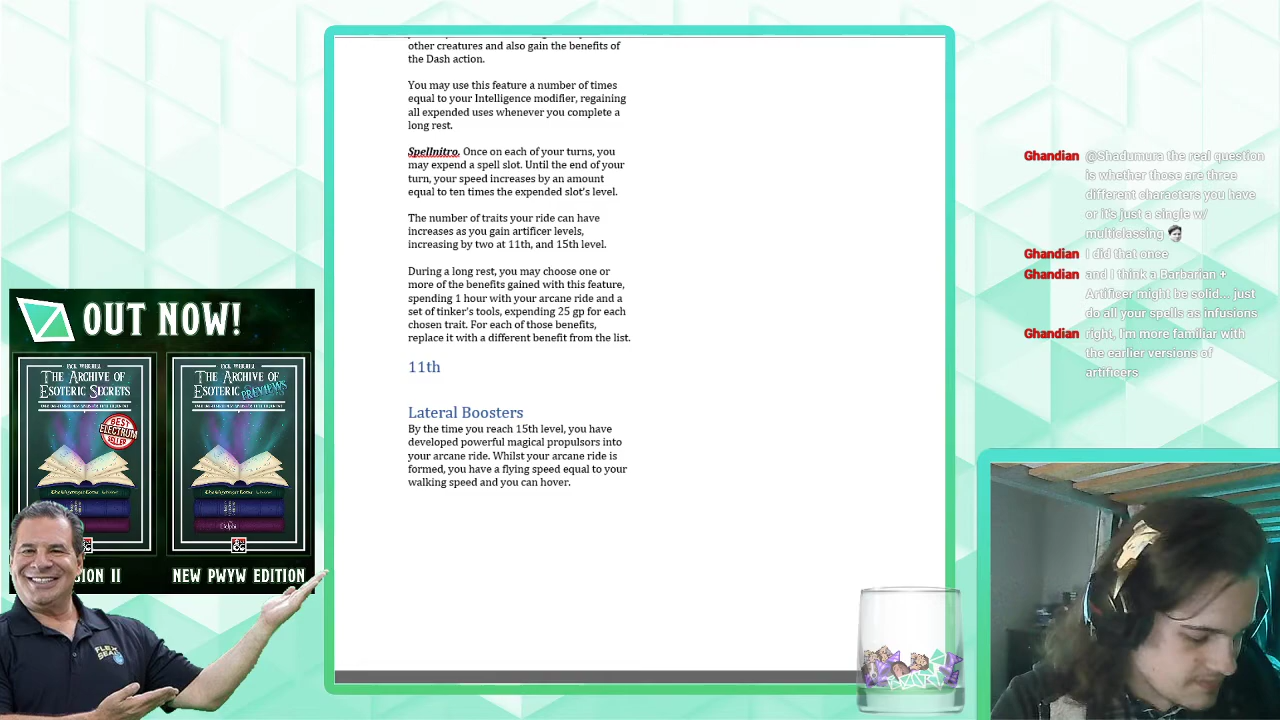 other creatures and also gain the benefits of
the Dash action.
You may use this feature a number of times
equal to your Intelligence modifier, regaining
all expended uses whenever you complete a
long rest.
Spellnitro. Once on each of your turns, you
may expend a spell slot. Until the end of your
turn, your speed increases by an amount
equal to ten times the expended slot's level.
The number of traits your ride can have
increases as you gain artificer levels,
increasing by two at 11th, and 15th level.
During a long rest, you may choose one or
more of the benefits gained with this feature,
spending 1 hour with your arcane ride and a
set of tinker's tools, expending 25 gp for each
chosen trait. For each of those benefits,
replace it with a different benefit from the list.
11th
Lateral Boosters
By the time you reach 15th level, you have
developed powerful magical propulsors into
your arcane ride. Whilst your arcane ride is
formed, you have a flying speed equal to your
walking speed and you can hover.
OUT NOW!
THE ARCHIVE OF
ESOTERIC SECRETS
BEST
ELECTRUM
SELLER
THE ARCHIVE OF
ESOTERIC PREVIEWS
ION II
NEW PWYW EDITION
FLEX
SEAL
Ghandian @Shadumura the real question
is whether those are three
different characters you have
or it's just a single w/
multiclassing
Ghandian I did that once
Ghandian and I think a Barbarian +
Artificer might be solid... just
do all your spells as infusions
Ghandian right, I'm more familiar with
the earlier versions of
artificers